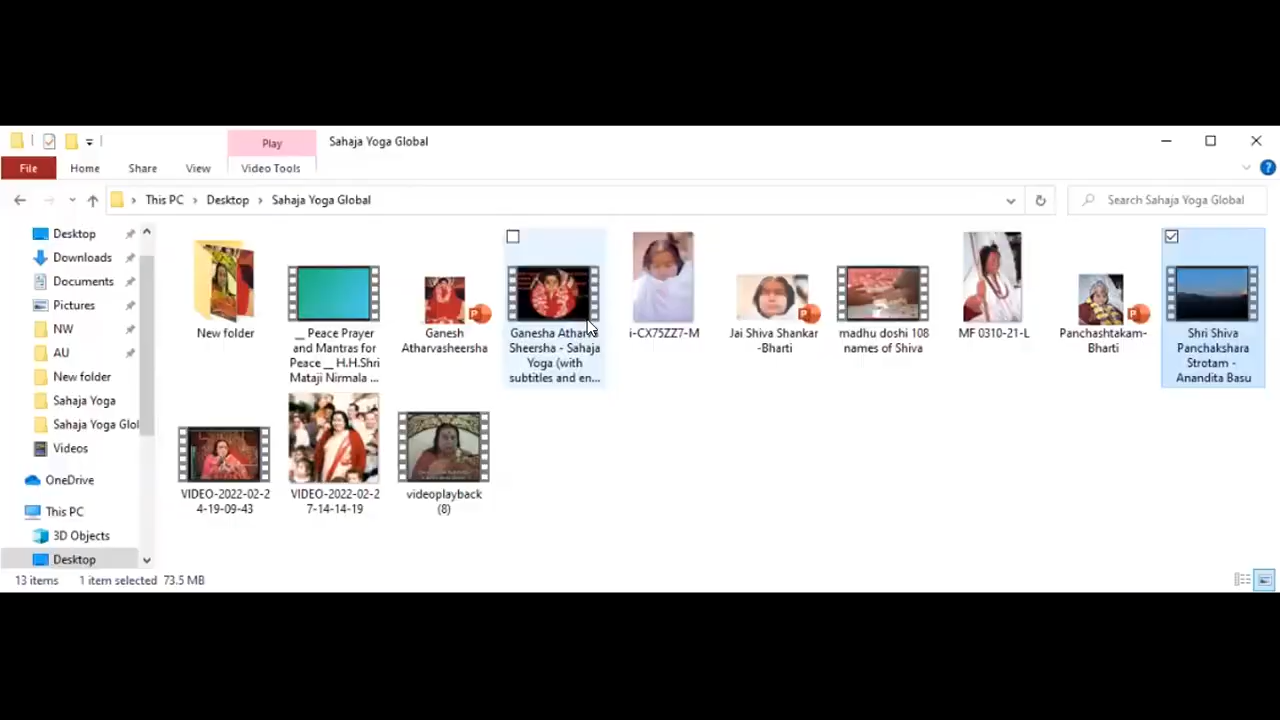 Play
Sahaja Yoga Global
File
Home
Share
View
Video Tools
This PC
Desktop
Sahaja Yoga Global
Search Sahaja Yoga Global
Desktop
Downloads
Documents
Pictures
NW
AU
New folder
Sahaja Yoga
Sahaja Yoga Glol
Videos
OneDrive
This PC
3D Objects
Desktop
New folder
__ Peace Prayer
and Mantras for
Peace __ H.H.Shri
Mataji Nirmala ...
Ganesh
Atharvasheersha
Ganesha Atharva
Sheersha - Sahaja
Yoga (with
subtitles and en...
i-CX75ZZ7-M
Jai Shiva Shankar
-Bharti
madhu doshi 108
names of Shiva
MF 0310-21-L
Panchashtakam-
Bharti
Shri Shiva
Panchakshara
Strotam -
Anandita Basu
VIDEO-2022-02-2
4-19-09-43
VIDEO-2022-02-2
7-14-14-19
videoplayback
(8)
13 items
1 item selected
73.5 MB